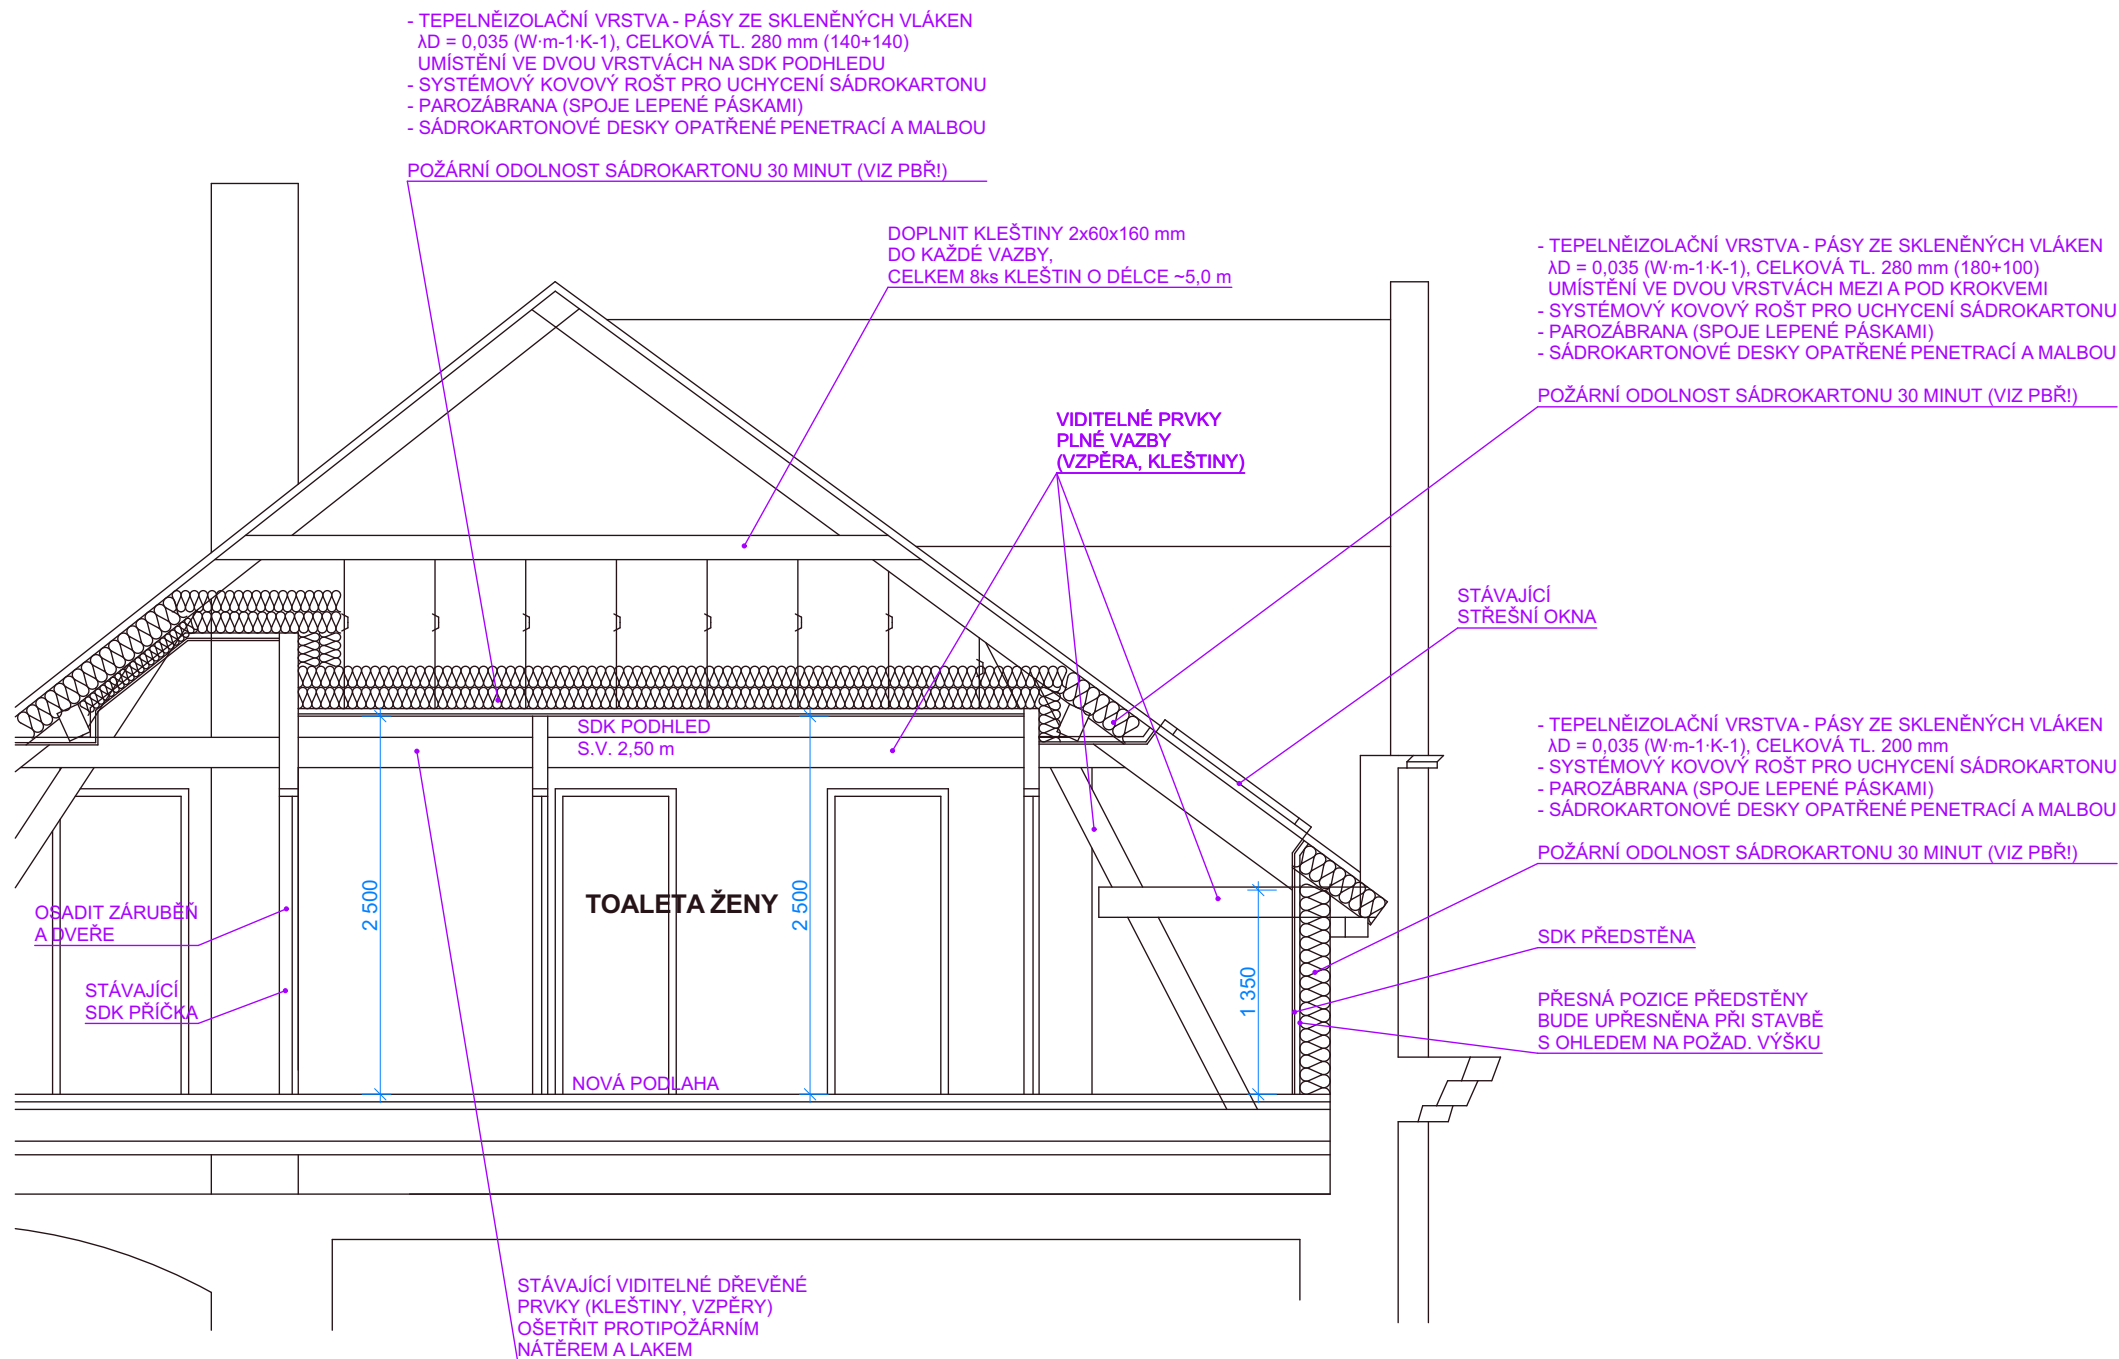 - TEPELNĚIZOLAČNÍ VRSTVA - PÁSY ZE SKLENĚNÝCH VLÁKEN
λD = 0,035 (W·m-1·K-1), CELKOVÁ TL. 280 mm (140+140)
UMÍSTĚNÍ VE DVOU VRSTVÁCH NA SDK PODHLEDU
- SYSTÉMOVÝ KOVOVÝ ROŠT PRO UCHYCENÍ SÁDROKARTONU
- PAROZÁBRANA (SPOJE LEPENÉ PÁSKAMI)
- SÁDROKARTONOVÉ DESKY OPATŘENÉ PENETRACÍ A MALBOU
POŽÁRNÍ ODOLNOST SÁDROKARTONU 30 MINUT (VIZ PBŘ!)
DOPLNIT KLEŠTINY 2x60x160 mm
DO KAŽDÉ VAZBY,
CELKEM 8ks KLEŠTIN O DÉLCE ~5,0 m
- TEPELNĚIZOLAČNÍ VRSTVA - PÁSY ZE SKLENĚNÝCH VLÁKEN
λD = 0,035 (W·m-1·K-1), CELKOVÁ TL. 280 mm (180+100)
UMÍSTĚNÍ VE DVOU VRSTVÁCH MEZI A POD KROKVEMI
- SYSTÉMOVÝ KOVOVÝ ROŠT PRO UCHYCENÍ SÁDROKARTONU
- PAROZÁBRANA (SPOJE LEPENÉ PÁSKAMI)
- SÁDROKARTONOVÉ DESKY OPATŘENÉ PENETRACÍ A MALBOU
POŽÁRNÍ ODOLNOST SÁDROKARTONU 30 MINUT (VIZ PBŘ!)
VIDITELNÉ PRVKY
PLNÉ VAZBY
(VZPĚRA, KLEŠTINY)
STÁVAJÍCÍ
STŘEŠNÍ OKNA
SDK PODHLED
S.V. 2,50 m
- TEPELNĚIZOLAČNÍ VRSTVA - PÁSY ZE SKLENĚNÝCH VLÁKEN
λD = 0,035 (W·m-1·K-1), CELKOVÁ TL. 200 mm
- SYSTÉMOVÝ KOVOVÝ ROŠT PRO UCHYCENÍ SÁDROKARTONU
- PAROZÁBRANA (SPOJE LEPENÉ PÁSKAMI)
- SÁDROKARTONOVÉ DESKY OPATŘENÉ PENETRACÍ A MALBOU
POŽÁRNÍ ODOLNOST SÁDROKARTONU 30 MINUT (VIZ PBŘ!)
OSADIT ZÁRUBĚŇ
A DVEŘE
2 500
TOALETA ŽENY
2 500
1 350
SDK PŘEDSTĚNA
STÁVAJÍCÍ
SDK PŘÍČKA
PŘESNÁ POZICE PŘEDSTĚNY
BUDE UPŘESNĚNA PŘI STAVBĚ
S OHLEDEM NA POŽAD. VÝŠKU
NOVÁ PODLAHA
STÁVAJÍCÍ VIDITELNÉ DŘEVĚNÉ
PRVKY (KLEŠTINY, VZPĚRY)
OŠETŘIT PROTIPOŽÁRNÍM
NÁTĚREM A LAKEM